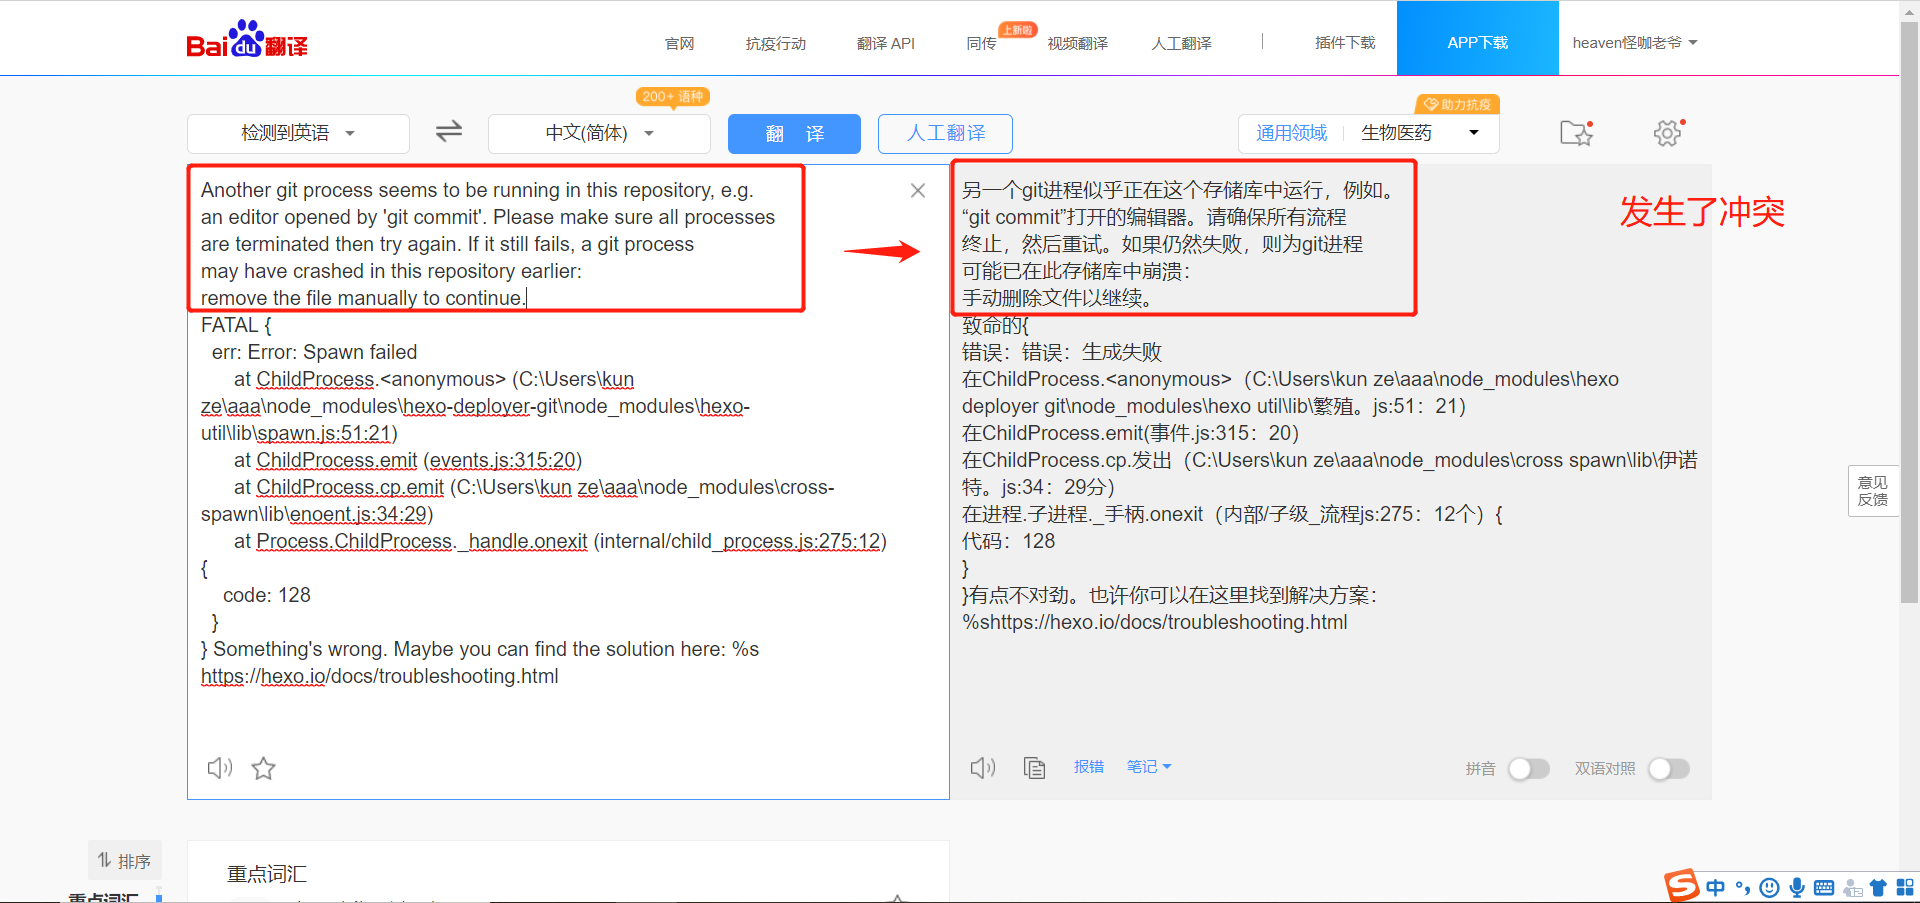 Bai du 翻译
官网
抗疫行动
翻译 API
同传
上新啦
视频翻译
人工翻译
插件下载
APP下载
heaven怪咖老爷
200+ 语种
助力抗疫
检测到英语
中文(简体)
翻 译
人工翻译
通用领域
生物医药
Another git process seems to be running in this repository, e.g.
an editor opened by 'git commit'. Please make sure all processes
are terminated then try again. If it still fails, a git process
may have crashed in this repository earlier:
remove the file manually to continue.
FATAL {
err: Error: Spawn failed
at ChildProcess.<anonymous> (C:\Users\kun
ze\aaa\node_modules\hexo-deployer-git\node_modules\hexo-
util\lib\spawn.js:51:21)
at ChildProcess.emit (events.js:315:20)
at ChildProcess.cp.emit (C:\Users\kun ze\aaa\node_modules\cross-
spawn\lib\enoent.js:34:29)
at Process.ChildProcess._handle.onexit (internal/child_process.js:275:12)
{
code: 128
}
} Something's wrong. Maybe you can find the solution here: %s
https://hexo.io/docs/troubleshooting.html
另一个git进程似乎正在这个存储库中运行，例如。
“git commit”打开的编辑器。请确保所有流程
终止，然后重试。如果仍然失败，则为git进程
可能已在此存储库中崩溃：
手动删除文件以继续。
致命的{
错误：错误：生成失败
在ChildProcess.<anonymous>（C:\Users\kun ze\aaa\node_modules\hexo
deployer git\node_modules\hexo util\lib\繁殖。js:51：21）
在ChildProcess.emit(事件.js:315：20）
在ChildProcess.cp.发出（C:\Users\kun ze\aaa\node_modules\cross spawn\lib\伊诺
特。js:34：29分）
在进程.子进程._手柄.onexit（内部/子级_流程js:275：12个）{
代码：128
}
}有点不对劲。也许你可以在这里找到解决方案：
%shttps://hexo.io/docs/troubleshooting.html
发生了冲突
意见
反馈
报错
笔记
拼音
双语对照
排序
重点词汇
重点词汇
中